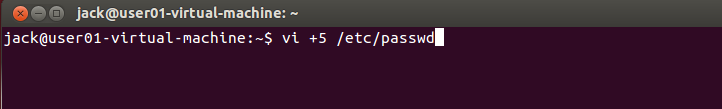 jack@user01-virtual-machine: ~
jack@user01-virtual-machine:~$ vi +5 /etc/passwd